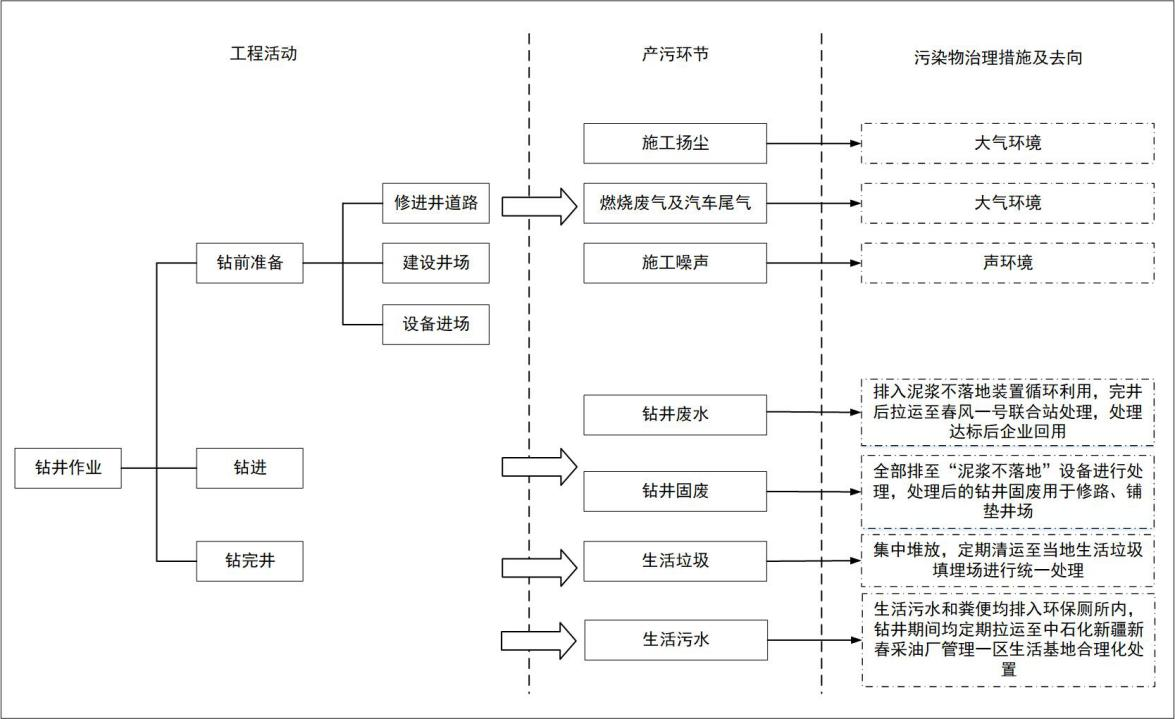 工程活动
产污环节
污染物治理措施及去向
施工扬尘
大气环境
修进井道路
燃烧废气及汽车尾气
大气环境
钻前准备
建设井场
施工噪声
声环境
设备进场
钻井废水
排入泥浆不落地装置循环利用，完井
后拉运至春风一号联合站处理，处理
达标后企业回用
钻井作业
钻进
钻井固废
全部排至“泥浆不落地”设备进行处
理，处理后的钻井固废用于修路、铺
垫井场
钻完井
生活垃圾
集中堆放，定期清运至当地生活垃圾
填埋场进行统一处理
生活污水
生活污水和粪便均排入环保厕所内，
钻井期间均定期拉运至中石化新疆新
春采油厂管理一区生活基地合理化处
置